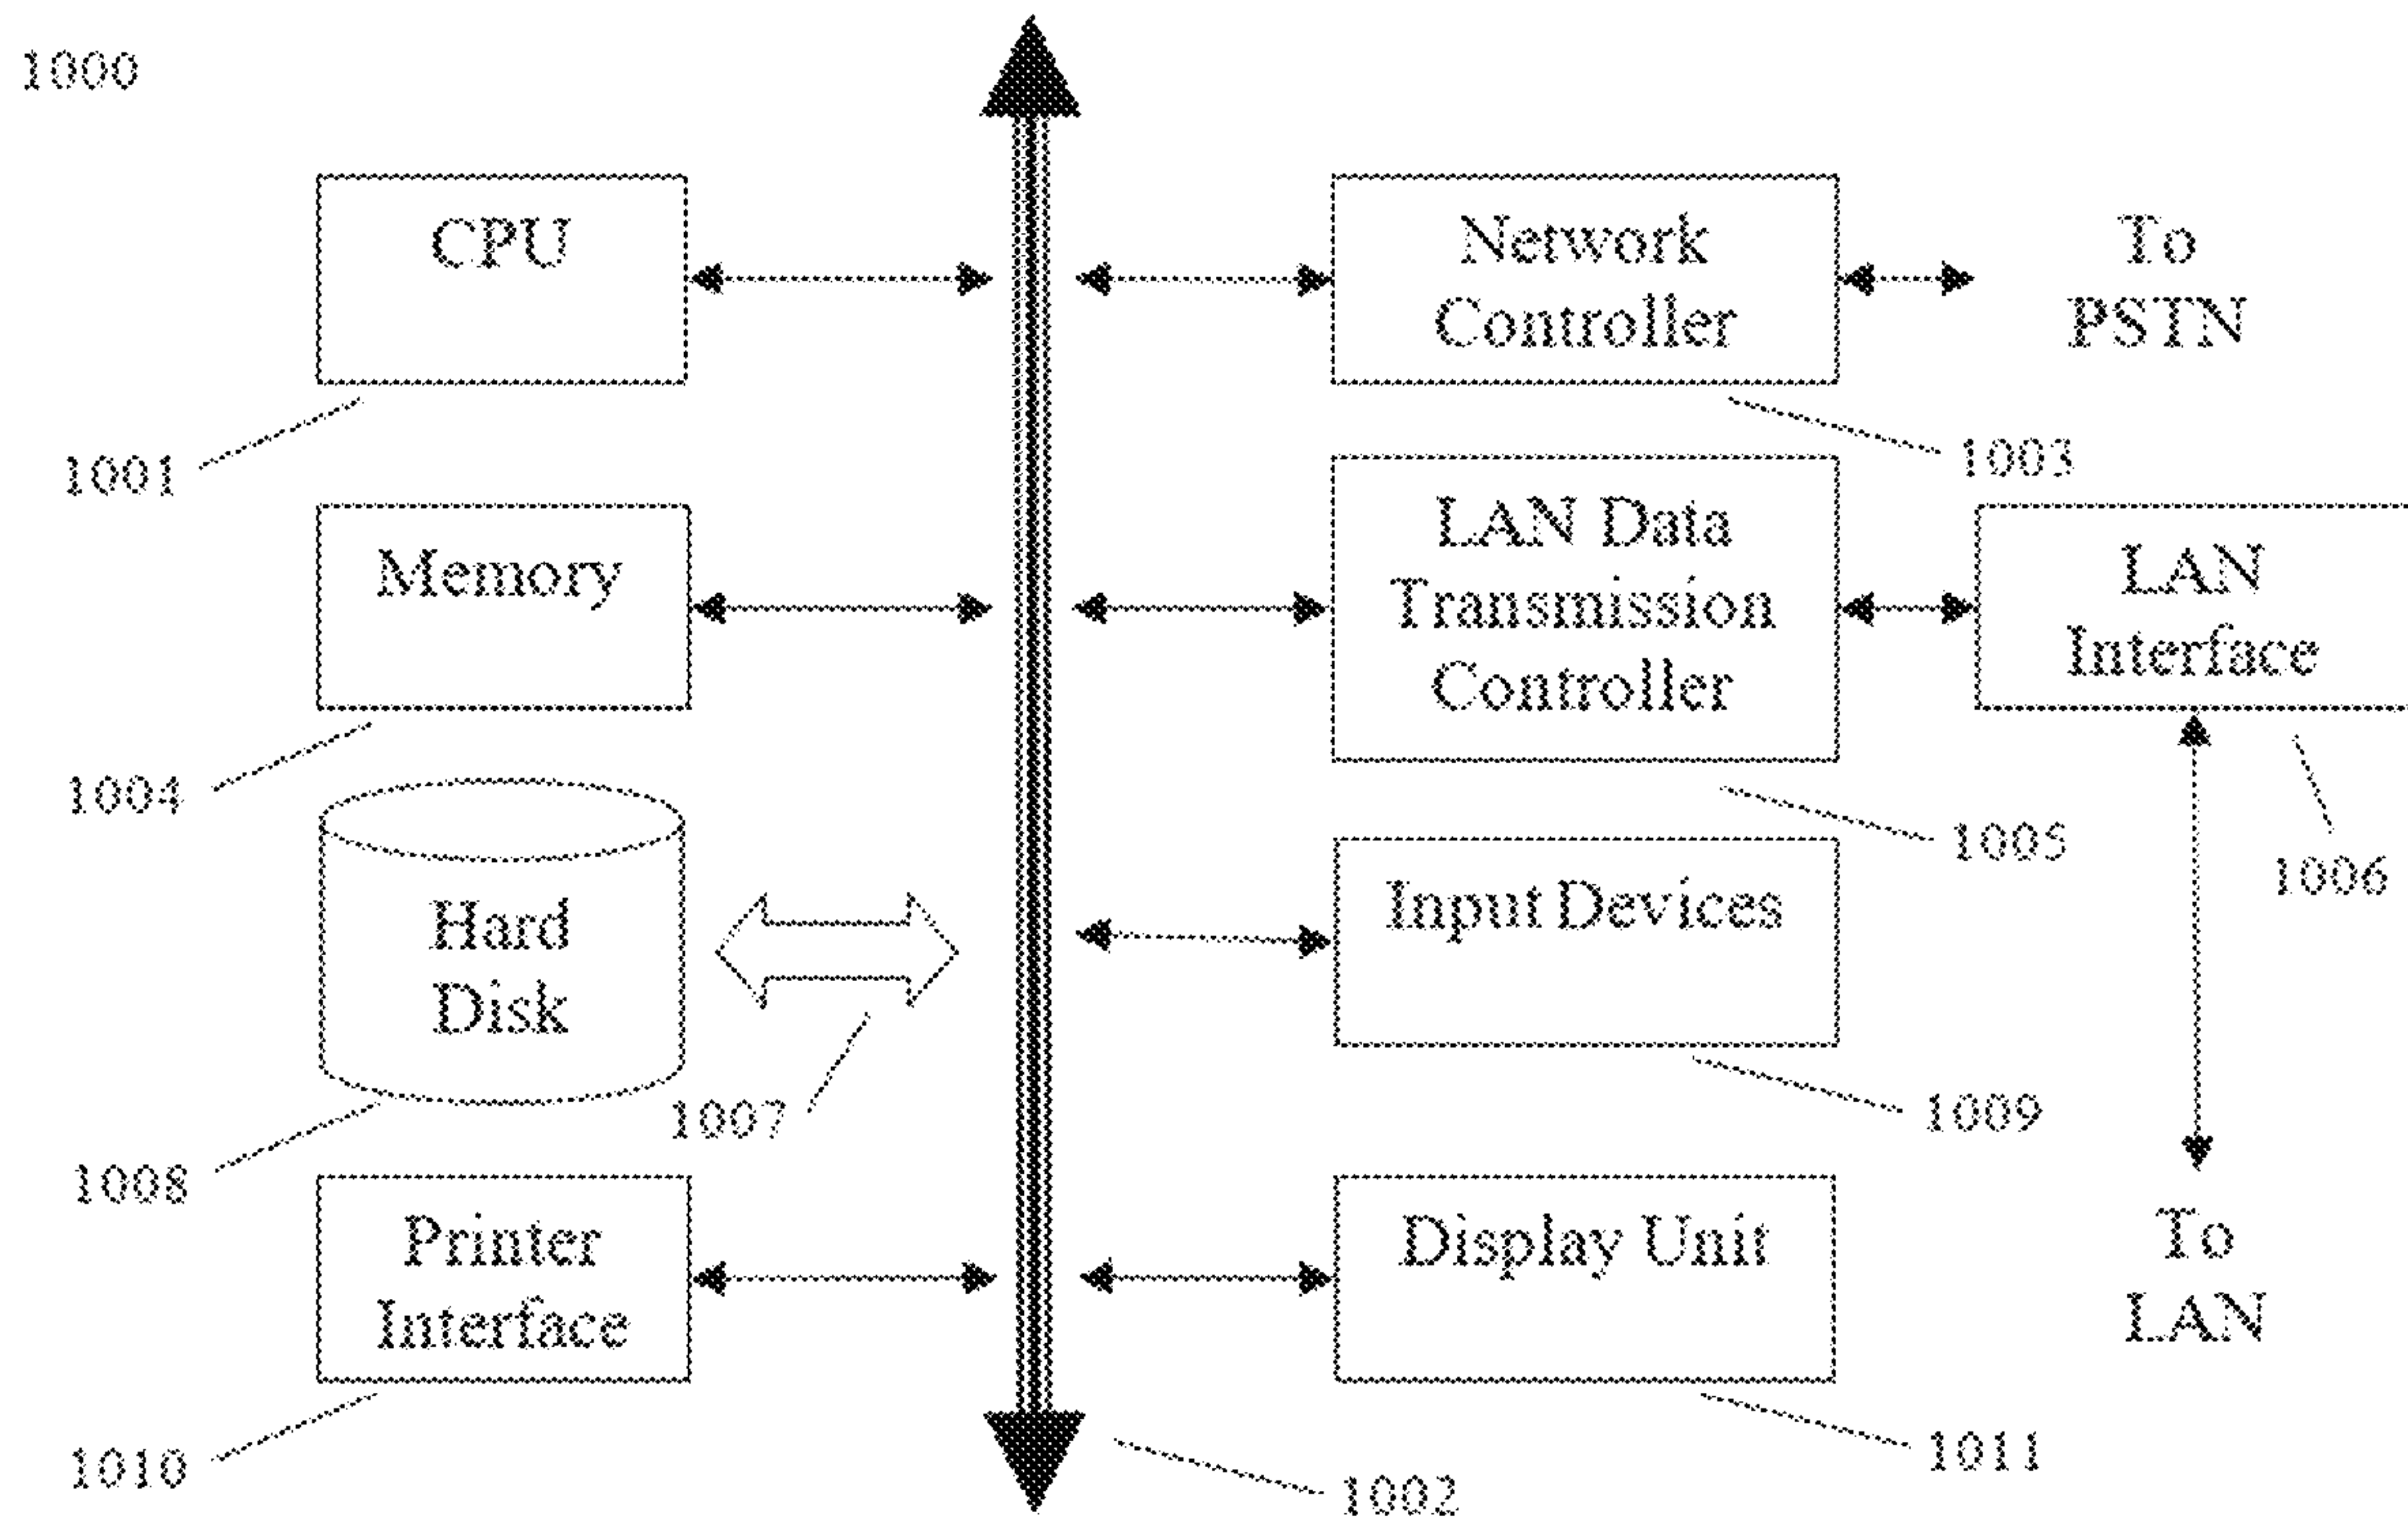 1000
CPU
Network
Controller
To
PSTN
1001
1003
Memory
LAN Data
Transmission
Controller
LAN
Interface
1004
1005
1006
Hard
Disk
1007
Input Devices
1008
1009
Printer
Interface
Display Unit
To
LAN
1010
1002
1011